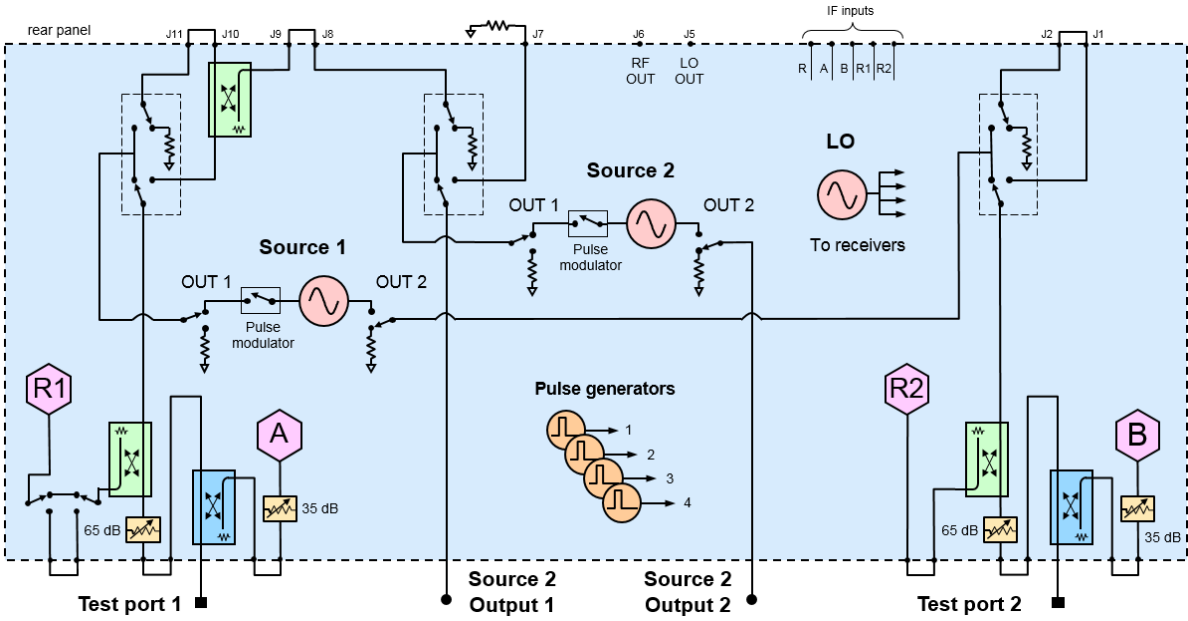 IF inputs
rear panel
J11
J10
J9
J8
J7
J6
J5
J2
J1
RF
OUT
LO
OUT
R
A
B
R1
R2
LO
To receivers
Source 2
OUT 1
OUT 2
Pulse
modulator
Source 1
OUT 1
OUT 2
Pulse
modulator
R1
A
R2
B
Pulse generators
1
2
3
4
65 dB
35 dB
65 dB
35 dB
Test port 1
Source 2
Output 1
Source 2
Output 2
Test port 2